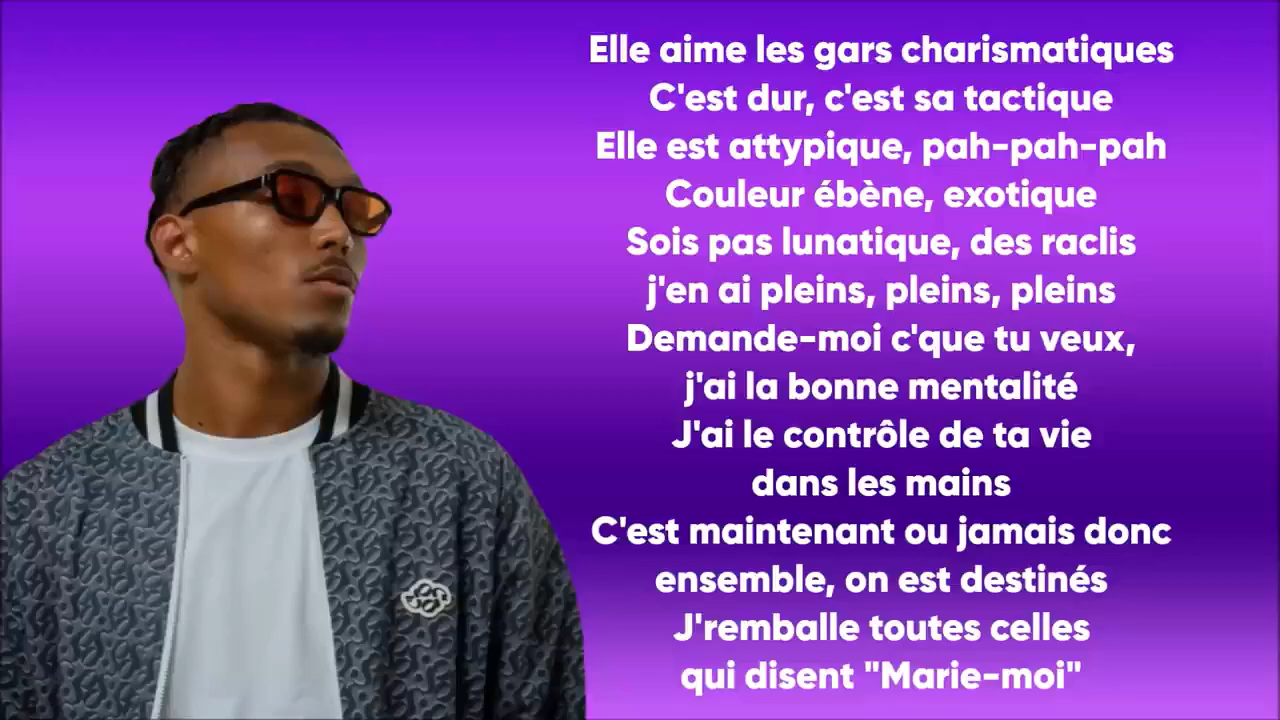 Elle aime les gars charismatiques
C'est dur, c'est sa tactique
Elle est attypique, pah-pah-pah
Couleur ébène, exotique
Sois pas lunatique, des raclis
j'en ai pleins, pleins, pleins
Demande-moi c'que tu veux,
j'ai la bonne mentalité
J'ai le contrôle de ta vie
dans les mains
C'est maintenant ou jamais donc
ensemble, on est destinés
J'remballe toutes celles
qui disent "Marie-moi"